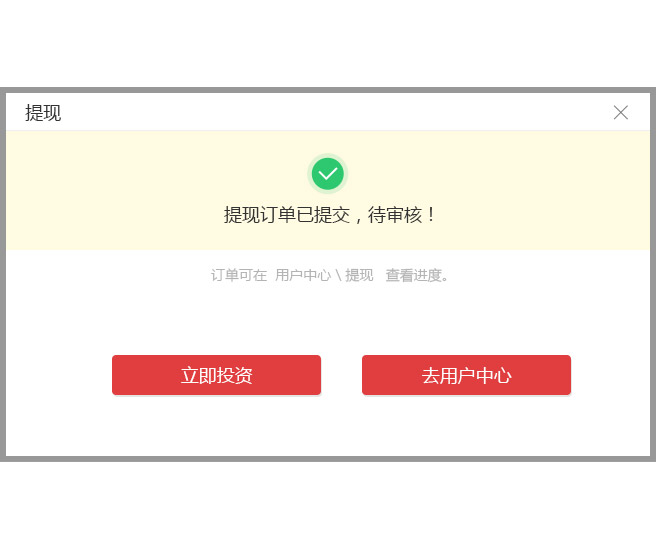 提现
提现订单已提交，待审核！
订单可在 用户中心 \ 提现 查看进度。
立即投资 去用户中心